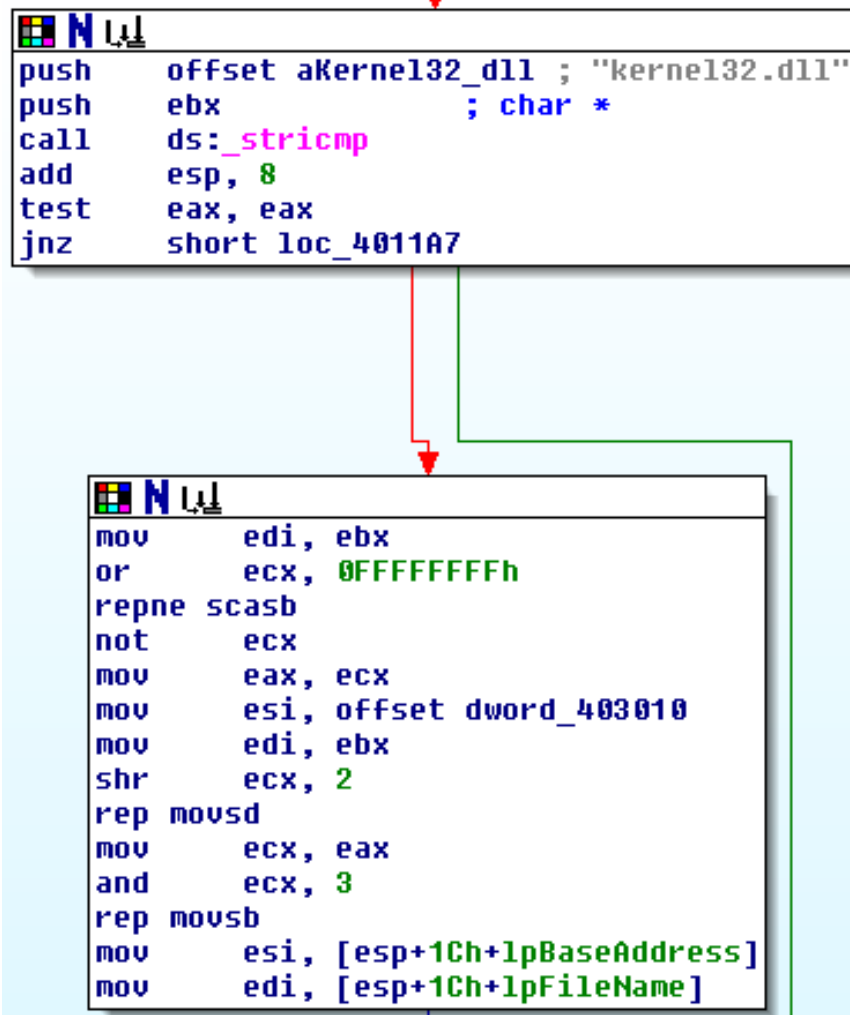 push offset aKernel32_dll ; "kernel32.dll"
push ebx ; char *
call ds:_stricmp
add esp, 8
test eax, eax
jnz short loc_4011A7
mov edi, ebx
or ecx, 0FFFFFFFFh
repne scasb
not ecx
mov eax, ecx
mov esi, offset dword_403010
mov edi, ebx
shr ecx, 2
rep movsd
mov ecx, eax
and ecx, 3
rep movsb
mov esi, [esp+1Ch+lpBaseAddress]
mov edi, [esp+1Ch+lpFileName]